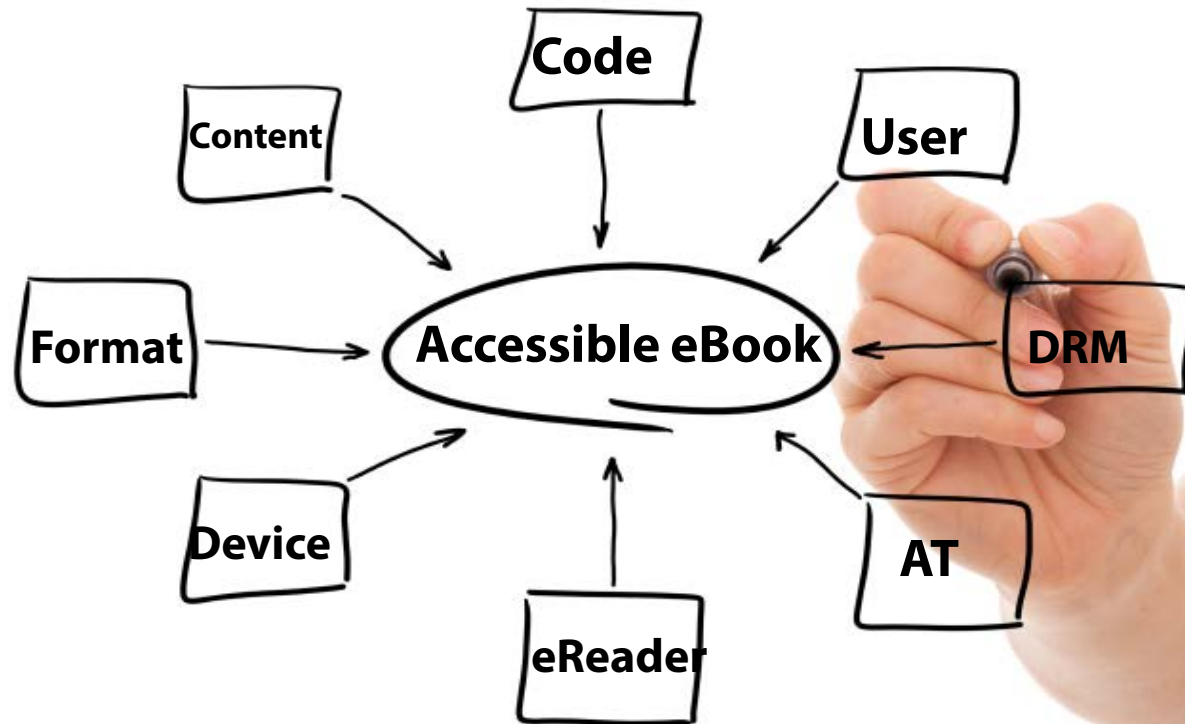 Code
Content
User
Format
Accessible eBook
DRM
Device
AT
eReader